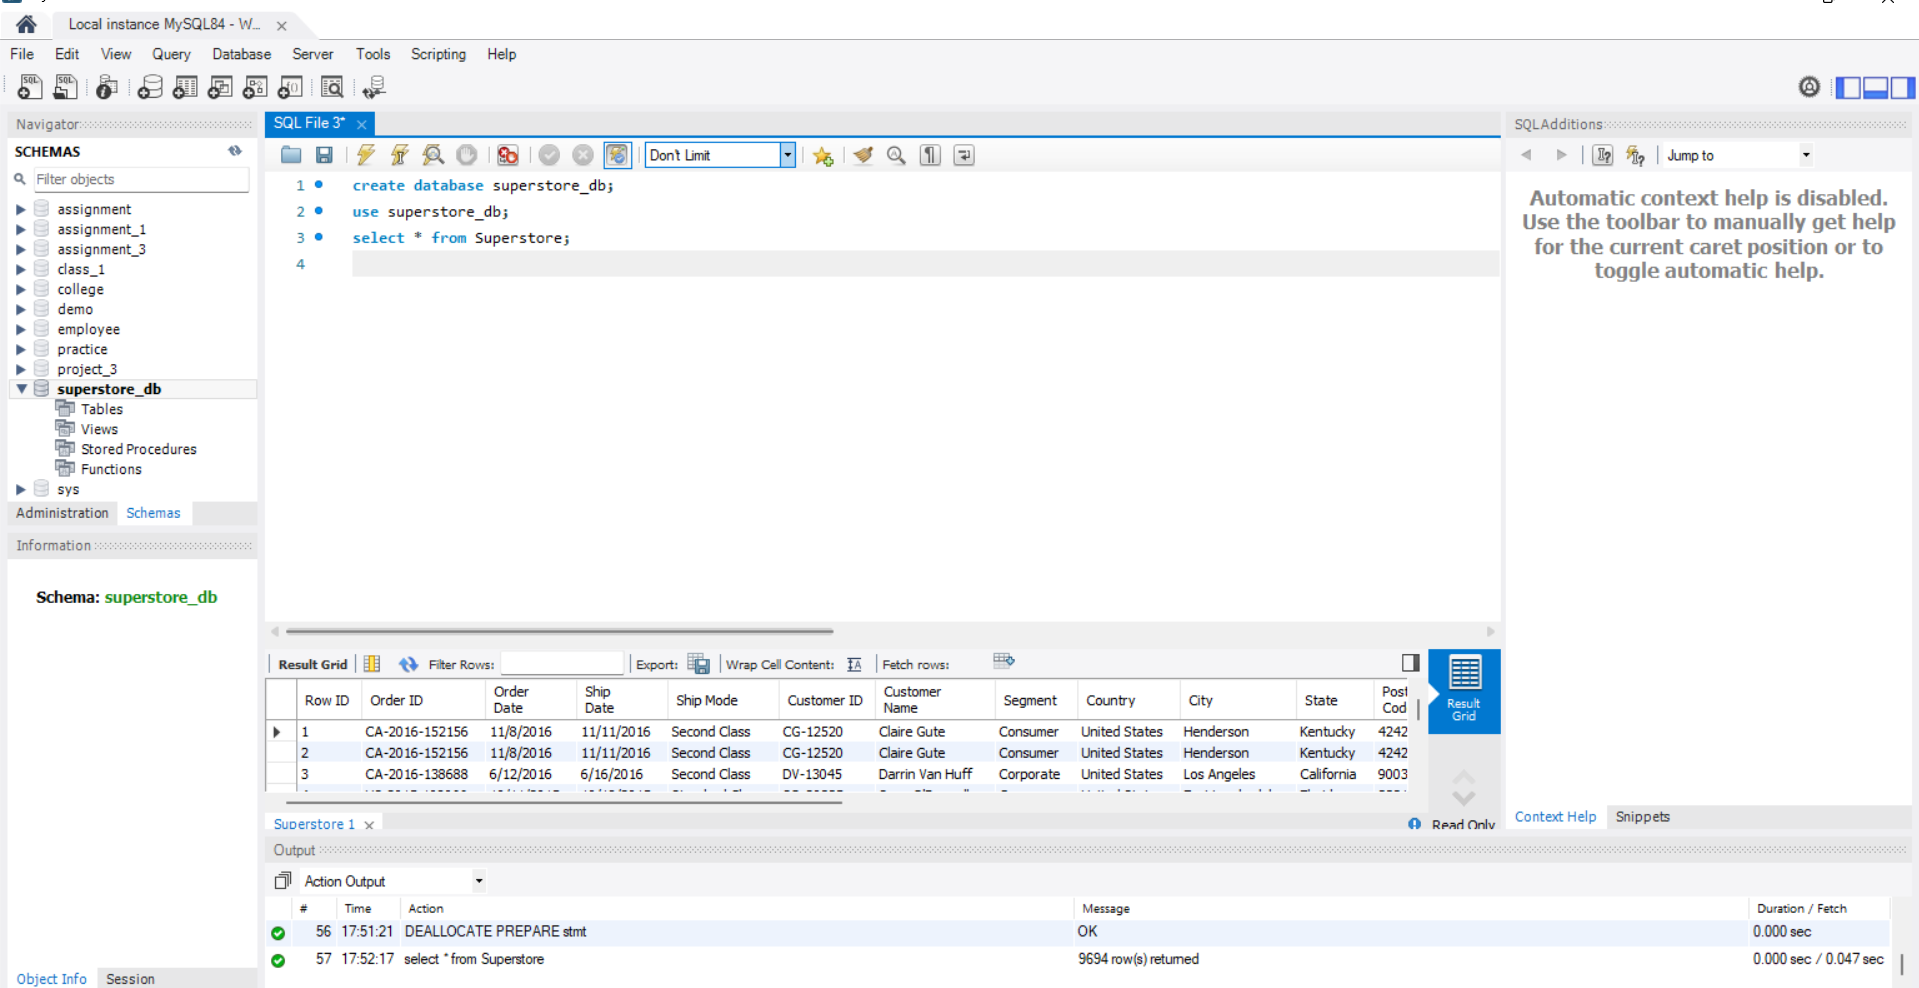 Local instance MySQL84 - W...
File Edit View Query Database Server Tools Scripting Help
Navigator
SCHEMAS
Filter objects
assignment
assignment_1
assignment_3
class_1
college
demo
employee
practice
project_3
superstore_db
Tables
Views
Stored Procedures
Functions
sys
Administration Schemas
Information
Schema: superstore_db
Object Info Session
SQL File 3*
Don't Limit
1 create database superstore_db;
2 use superstore_db;
3 select * from Superstore;
4
Result Grid Filter Rows: Export: Wrap Cell Content: Fetch rows:
Row ID Order ID Order Date Ship Date Ship Mode Customer ID Customer Name Segment Country City State Post Cod
1 CA-2016-152156 11/8/2016 11/11/2016 Second Class CG-12520 Claire Gute Consumer United States Henderson Kentucky 4242
2 CA-2016-152156 11/8/2016 11/11/2016 Second Class CG-12520 Claire Gute Consumer United States Henderson Kentucky 4242
3 CA-2016-138688 6/12/2016 6/16/2016 Second Class DV-13045 Darrin Van Huff Corporate United States Los Angeles California 9003
Result
Grid
Superstore 1
Read Only
Output
Action Output
# Time Action Message Duration / Fetch
56 17:51:21 DEALLOCATE PREPARE stmt OK 0.000 sec
57 17:52:17 select * from Superstore 9694 row(s) returned 0.000 sec / 0.047 sec
SQLAdditions
Jump to
Automatic context help is disabled.
Use the toolbar to manually get help
for the current caret position or to
toggle automatic help.
Context Help Snippets